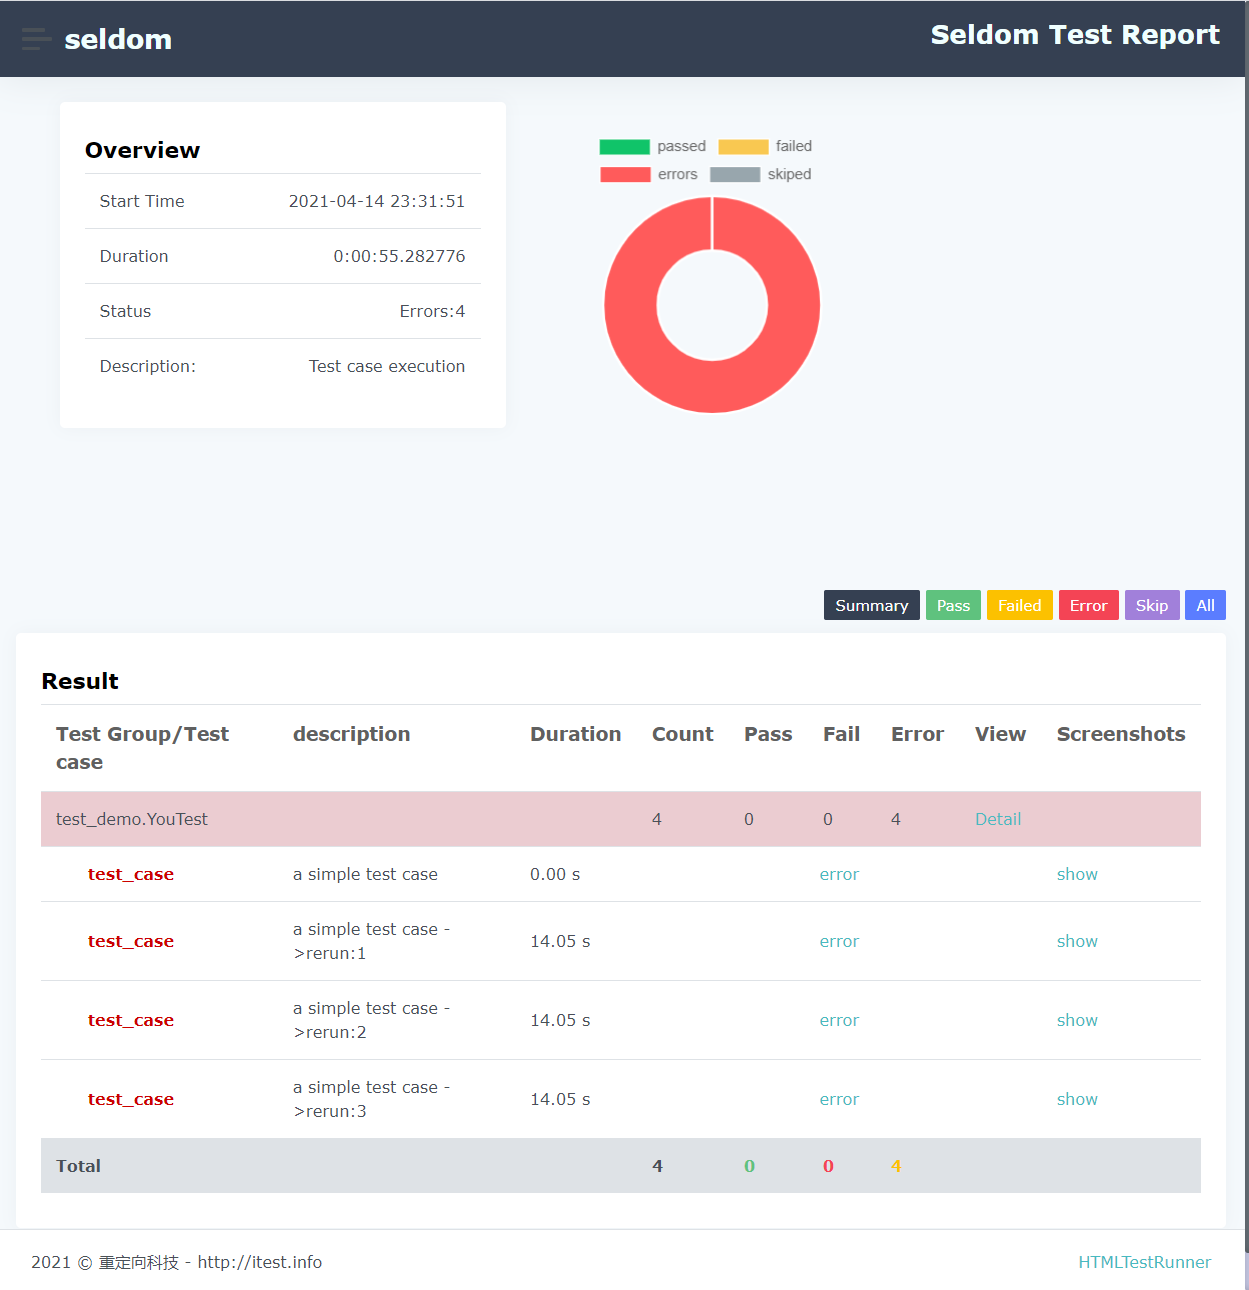 seldom
Seldom Test Report
Overview
Start Time 2021-04-14 23:31:51
Duration 0:00:55.282776
Status Errors:4
Description: Test case execution
passed failed
errors skiped
Summary Pass Failed Error Skip All
Result
Test Group/Test case description Duration Count Pass Fail Error View Screenshots
test_demo.YouTest 4 0 0 4 Detail
test_case a simple test case 0.00 s error show
test_case a simple test case -
>rerun:1 14.05 s error show
test_case a simple test case -
>rerun:2 14.05 s error show
test_case a simple test case -
>rerun:3 14.05 s error show
Total 4 0 0 4
2021 © 重定向科技 - http://itest.info
HTMLTestRunner